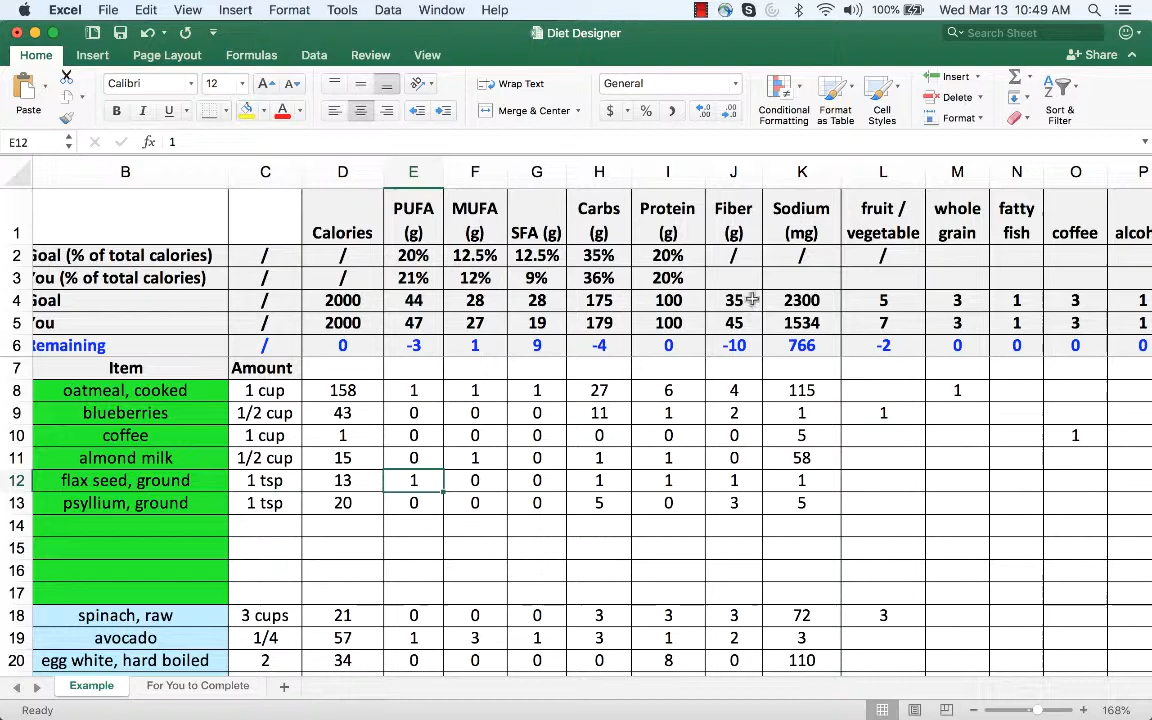 Excel File Edit View Insert Format Tools Data Window Help 100% Wed Mar 13 10:49 AM
Diet Designer Search Sheet
Home Insert Page Layout Formulas Data Review View Share
Paste Calibri 12 A A Wrap Text General Insert
Conditional Formatting Format as Table Cell Styles Delete Sort & Filter
B I U A Merge & Center $ % Format
E12 fx 1
B C D E F G H I J K L M N O P
1 Calories PUFA (g) MUFA (g) SFA (g) Carbs (g) Protein (g) Fiber (g) Sodium (mg) fruit / vegetable whole grain fatty fish coffee alcoh
2 Goal (% of total calories) / / 20% 12.5% 12.5% 35% 20% / / /
3 You (% of total calories) / / 21% 12% 9% 36% 20%
4 Goal / 2000 44 28 28 175 100 35 2300 5 3 1 3 1
5 You / 2000 47 27 19 179 100 45 1534 7 3 1 3 1
6 Remaining / 0 -3 1 9 -4 0 -10 766 -2 0 0 0 0
7 Item Amount
8 oatmeal, cooked 1 cup 158 1 1 1 27 6 4 115 1
9 blueberries 1/2 cup 43 0 0 0 11 1 2 1 1
10 coffee 1 cup 1 0 0 0 0 0 0 5 1
11 almond milk 1/2 cup 15 0 1 0 1 1 0 58
12 flax seed, ground 1 tsp 13 1 0 0 1 1 1 1
13 psyllium, ground 1 tsp 20 0 0 0 5 0 3 5
14
15
16
17
18 spinach, raw 3 cups 21 0 0 0 3 3 3 72 3
19 avocado 1/4 57 1 3 1 3 1 2 3
20 egg white, hard boiled 2 34 0 0 0 0 8 0 110
Example For You to Complete
Ready 168%